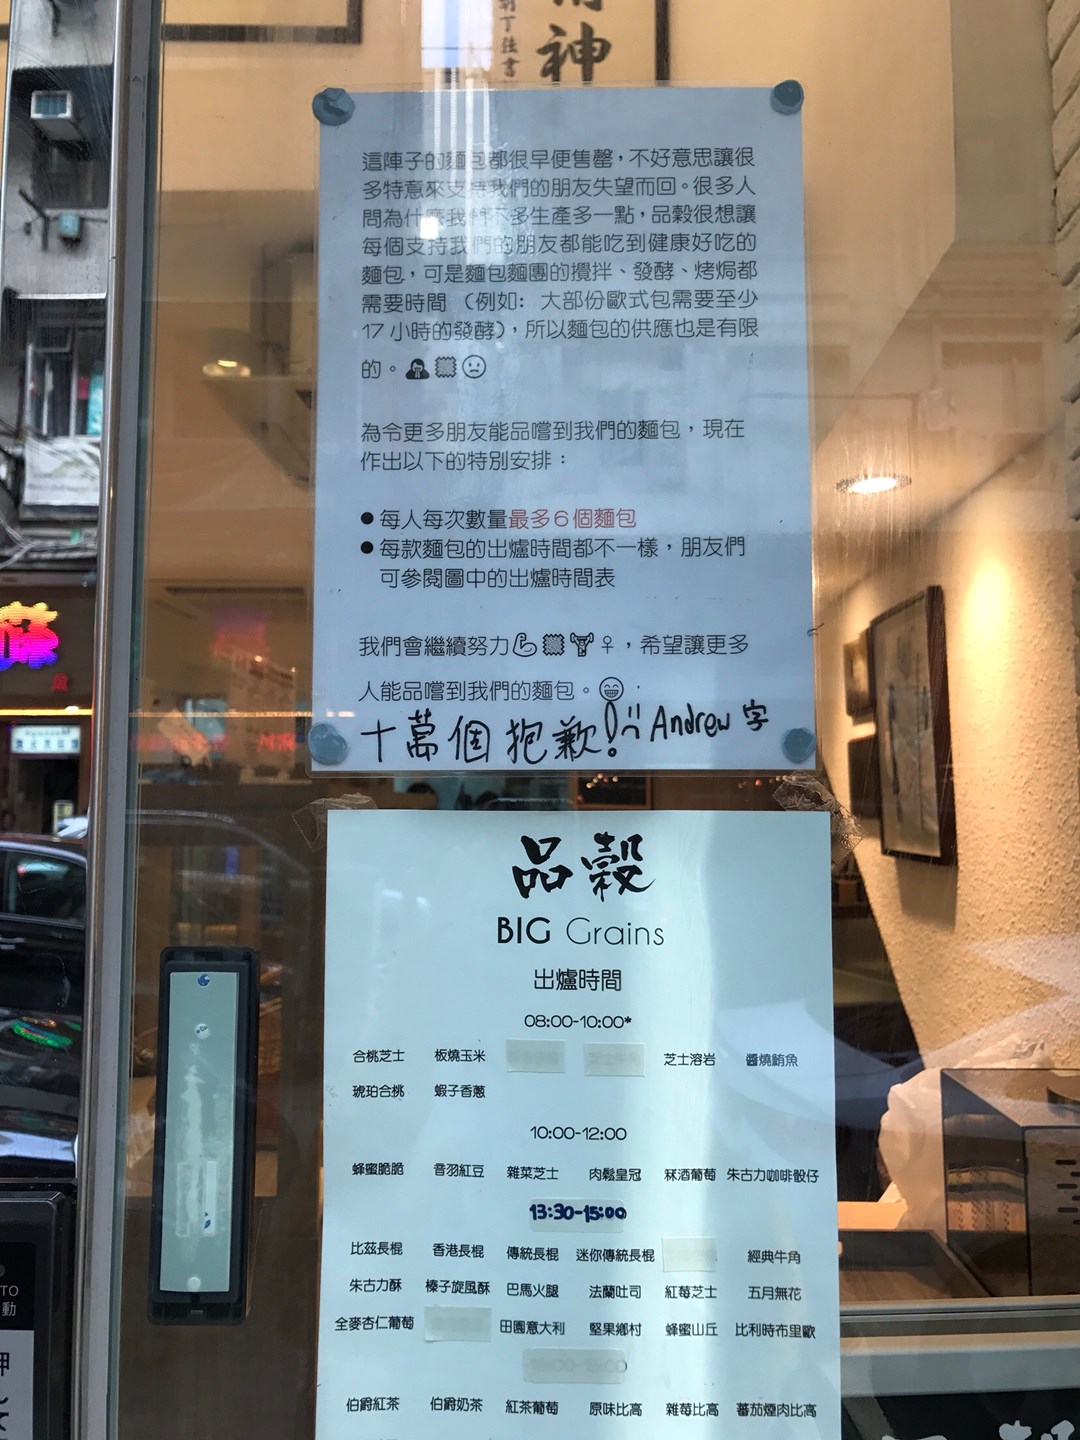 神
胡丁鈺書
這陣子的麵包都很早便售罄，不好意思讓很
多特意來支持我們的朋友失望而回。很多人
問為什麼我們不多生產多一點，品穀很想讓
每個支持我們的朋友都能吃到健康好吃的
麵包，可是麵包麵團的攪拌、發酵、烤焗都
需要時間 （例如: 大部份歐式包需要至少
17 小時的發酵)，所以麵包的供應也是有限
的。
為令更多朋友能品嚐到我們的麵包，現在
作出以下的特別安排：
● 每人每次數量最多6個麵包
● 每款麵包的出爐時間都不一樣，朋友們
可參閱圖中的出爐時間表
我們會繼續努力💪♀，希望讓更多
人能品嚐到我們的麵包。😁
十萬個抱歉! Andrew 字
品穀
BIG Grains
出爐時間
08:00-10:00*
合桃芝士 板燒玉米 芝士溶岩 醬燒鮪魚
琥珀合桃 蝦子香蔥
10:00-12:00
蜂蜜脆脆 音羽紅豆 雜菜芝士 肉鬆皇冠 冧酒葡萄 朱古力咖啡骰仔
13:30-15:00
比茲長棍 香港長棍 傳統長棍 迷你傳統長棍 經典牛角
朱古力酥 榛子旋風酥 巴馬火腿 法蘭吐司 紅莓芝士 五月無花
全麥杏仁葡萄 田園意大利 堅果鄉村 蜂蜜山丘 比利時布里歐
伯爵紅茶 伯爵奶茶 紅茶葡萄 原味比高 雜莓比高 蕃茄煙肉比高
TO
動